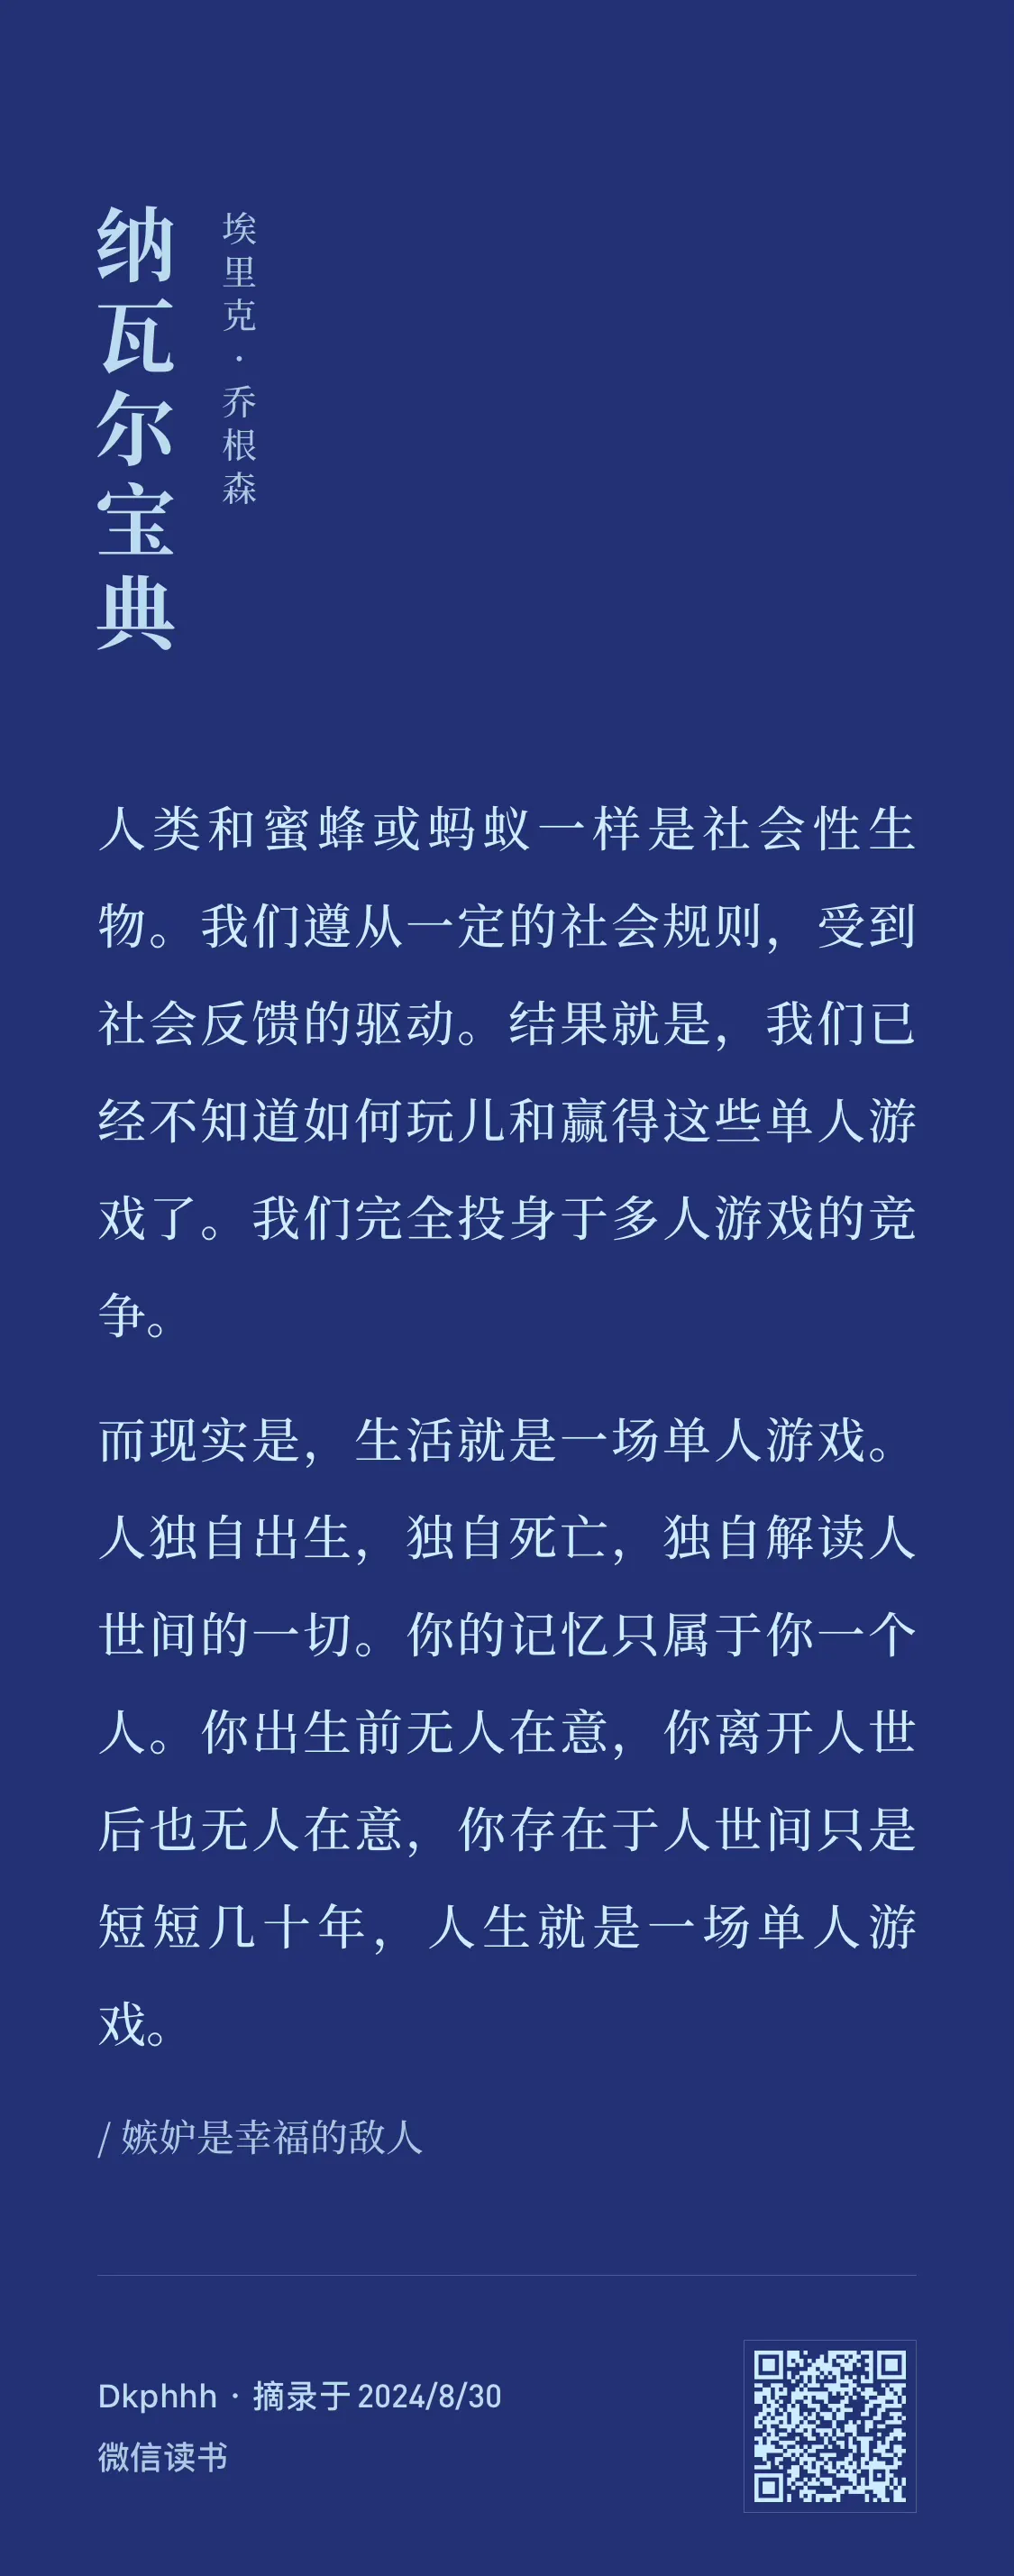 纳瓦尔宝典
埃里克·乔根森
人类和蜜蜂或蚂蚁一样是社会性生
物。我们遵从一定的社会规则，受到
社会反馈的驱动。结果就是，我们已
经不知道如何玩儿和赢得这些单人游
戏了。我们完全投身于多人游戏的竞
争。
而现实是，生活就是一场单人游戏。
人独自出生，独自死亡，独自解读人
世间的一切。你的记忆只属于你一个
人。你出生前无人在意，你离开人世
后也无人在意，你存在于人世间只是
短短几十年，人生就是一场单人游
戏。
/ 嫉妒是幸福的敌人
Dkphhh · 摘录于 2024/8/30
微信读书